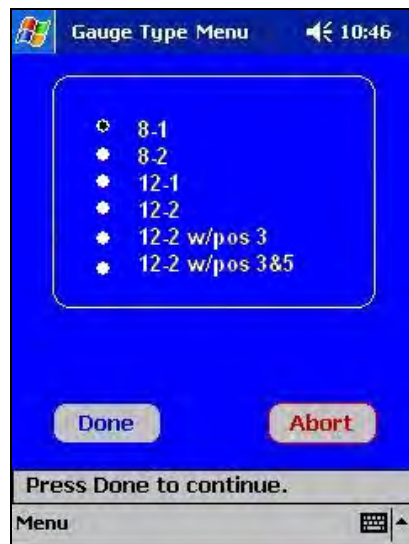 Gauge Type Menu 10:46
8-1
8-2
12-1
12-2
12-2 w/pos 3
12-2 w/pos 3&5
Done Abort
Press Done to continue.
Menu